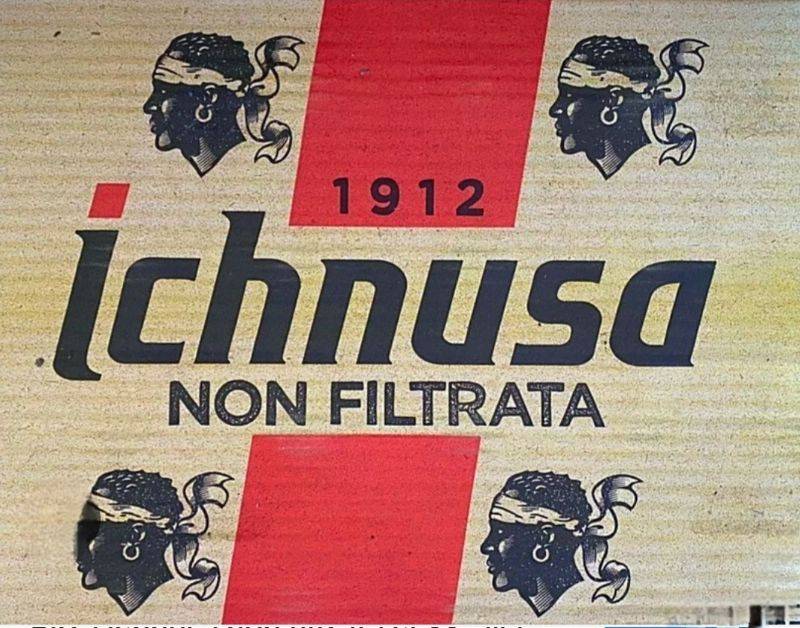 1912
ichnusa
NON FILTRATA